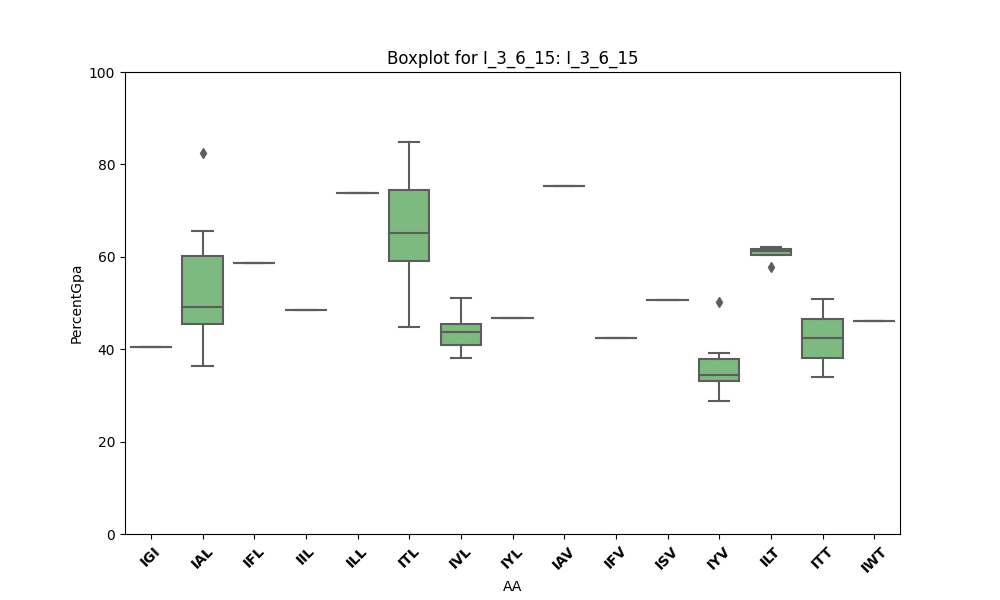 Boxplot for I_3_6_15: I_3_6_15
100
80
60
40
20
0
PercentGpa
IGI IAL IFL IIL ILL ITL IVL IYL IAV IFV ISV IYV ILT ITT IWT
AA